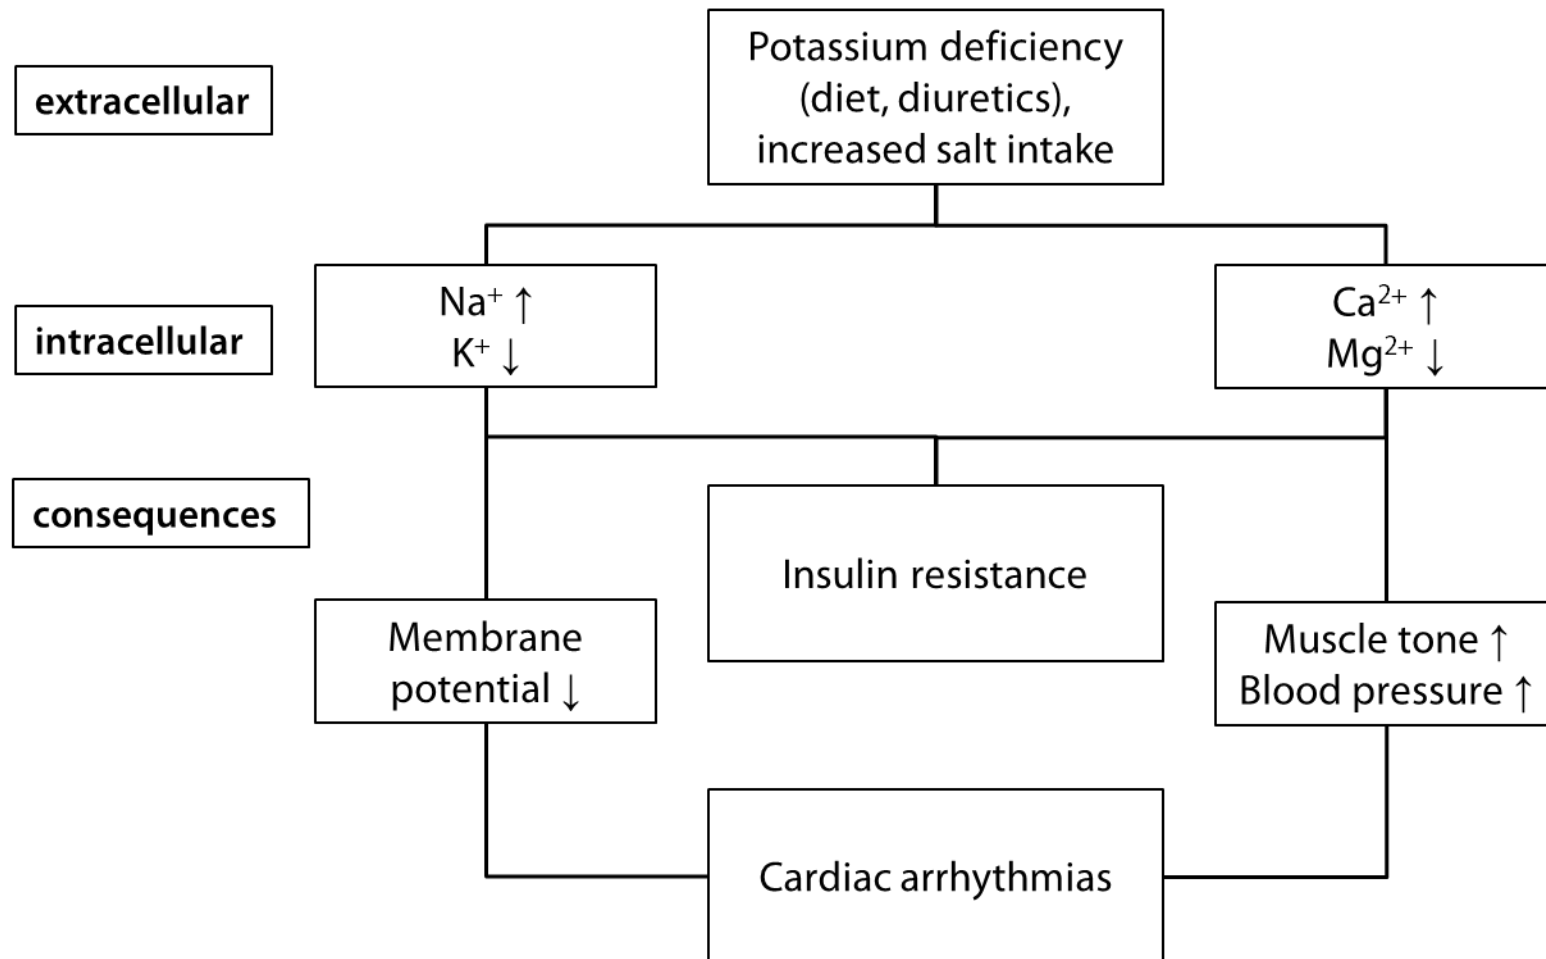 Potassium deficiency
(diet, diuretics),
increased salt intake
extracellular
Na⁺ ↑
K⁺ ↓
Ca²⁺ ↑
Mg²⁺ ↓
intracellular
consequences
Insulin resistance
Membrane
potential ↓
Muscle tone ↑
Blood pressure ↑
Cardiac arrhythmias